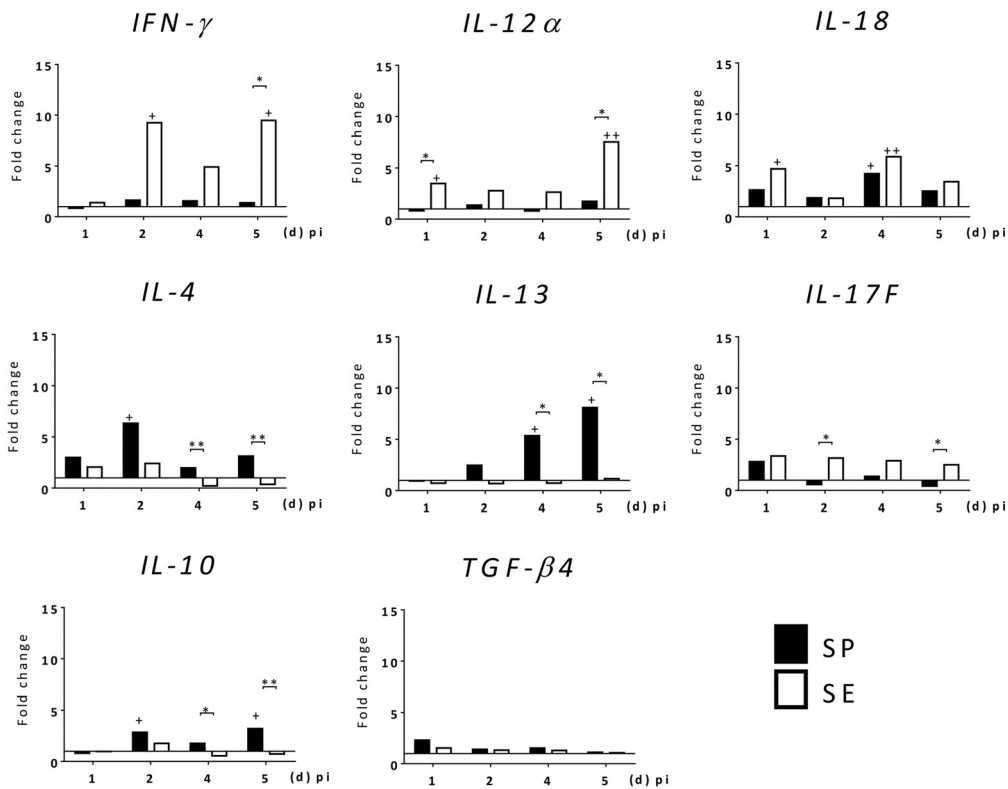 IFN-γ
IL-12α
IL-18
15
10
5
0
Fold change
+
*
+
1 2 4 5 (d) pi
15
10
5
0
Fold change
*
+
*
++
1 2 4 5 (d) pi
15
10
5
0
Fold change
+
+
++
1 2 4 5 (d) pi
IL-4
IL-13
IL-17F
15
10
5
0
Fold change
+
**
**
1 2 4 5 (d) pi
15
10
5
0
Fold change
+
*
+
*
1 2 4 5 (d) pi
15
10
5
0
Fold change
*
*
1 2 4 5 (d) pi
IL-10
TGF-β4
15
10
5
0
Fold change
+
*
+
**
1 2 4 5 (d) pi
15
10
5
0
Fold change
1 2 4 5 (d) pi
SP
SE